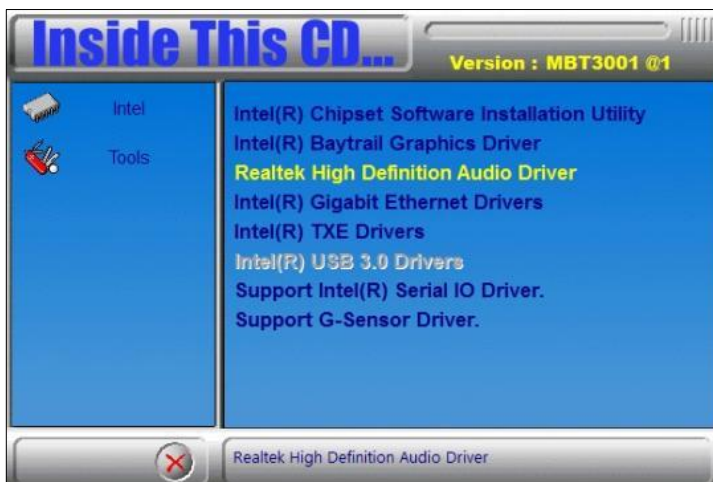 Inside This CD...
Version : MBT3001 @1
Intel
Tools
Intel(R) Chipset Software Installation Utility
Intel(R) Baytrail Graphics Driver
Realtek High Definition Audio Driver
Intel(R) Gigabit Ethernet Drivers
Intel(R) TXE Drivers
Intel(R) USB 3.0 Drivers
Support Intel(R) Serial IO Driver.
Support G-Sensor Driver.
Realtek High Definition Audio Driver